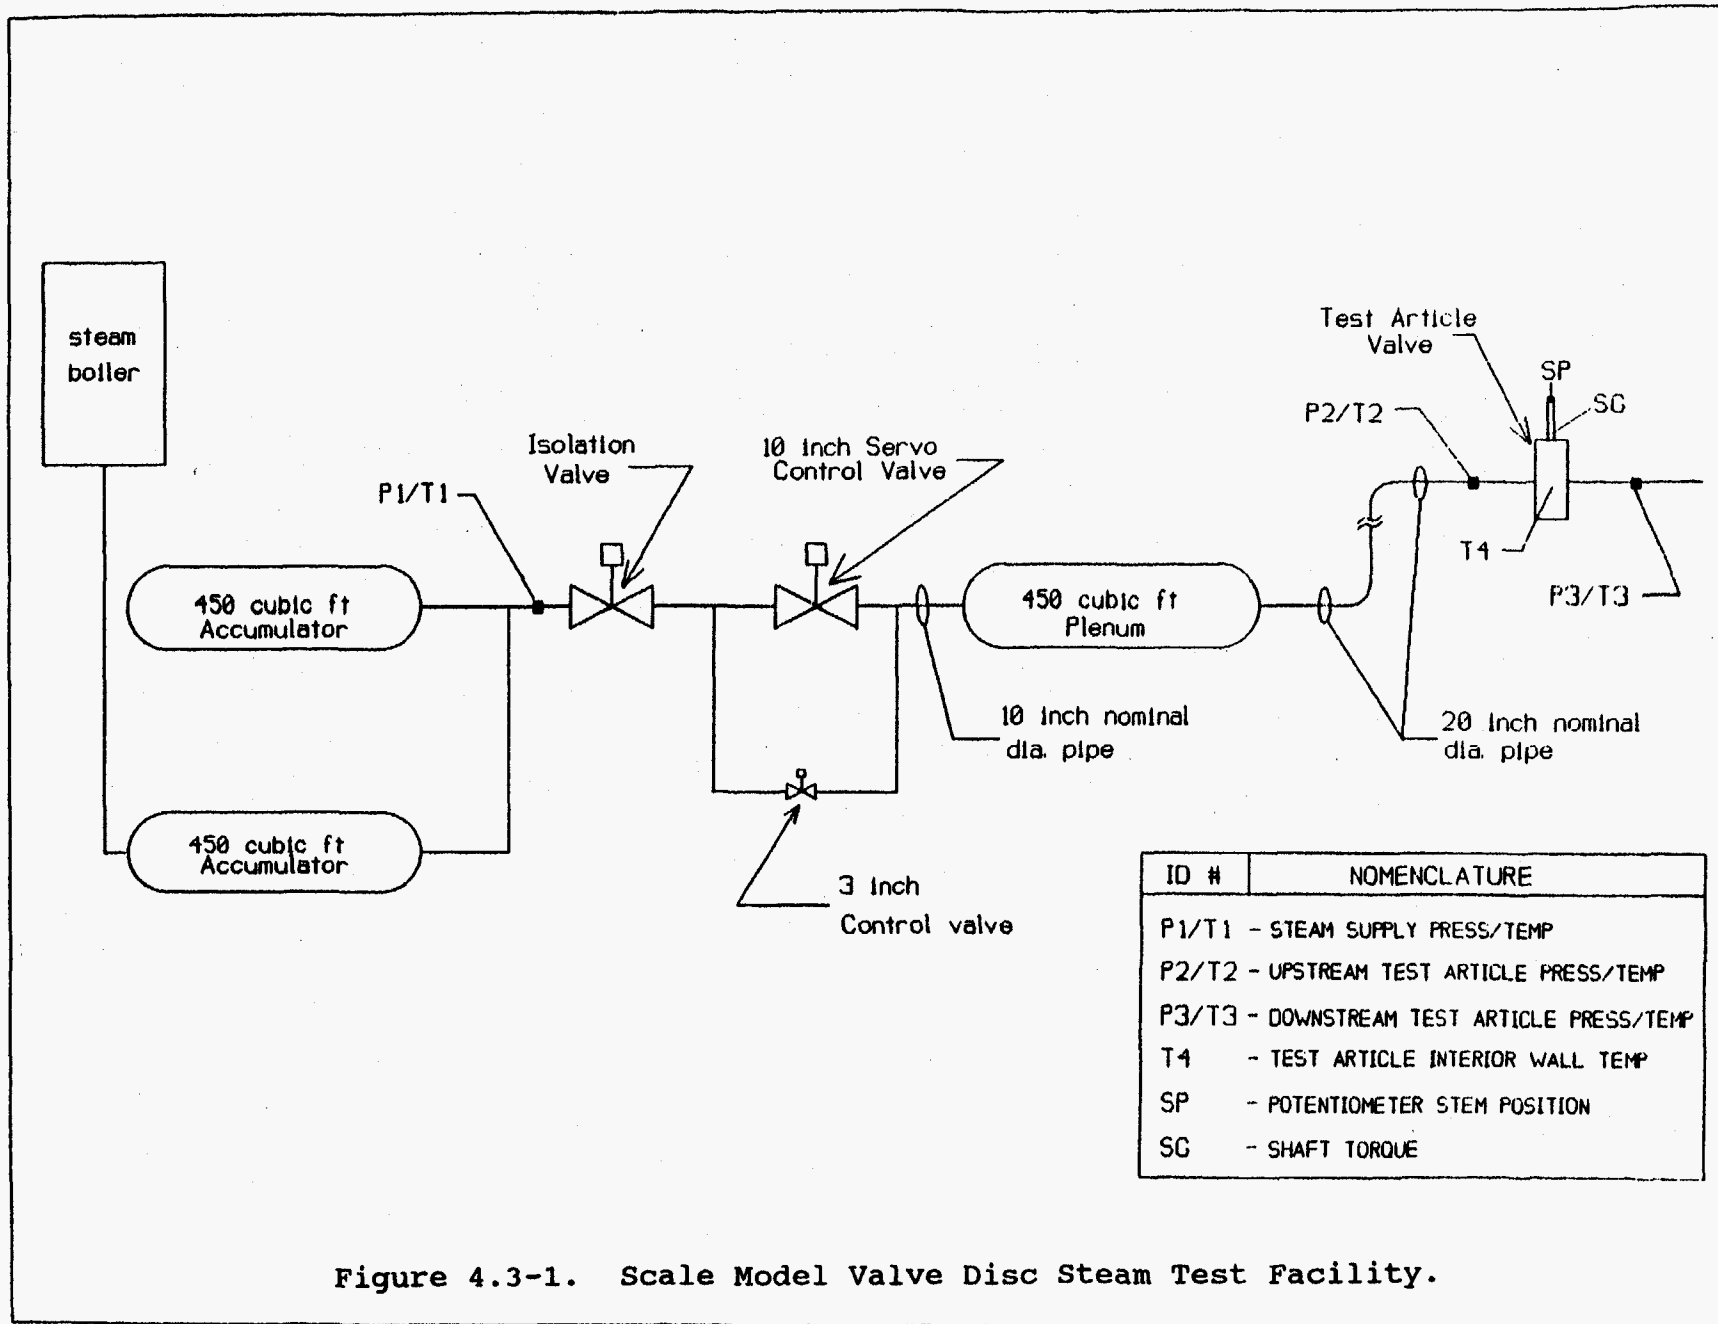 steam
boiler
450 cubic ft
Accumulator
450 cubic ft
Accumulator
P1/T1
Isolation
Valve
10 inch Servo
Control Valve
3 inch
Control valve
450 cubic ft
Plenum
10 inch nominal
dia. pipe
20 inch nominal
dia. pipe
Test Article
Valve
P2/T2
SP
SG
T4
P3/T3
ID # NOMENCLATURE
P1/T1 - STEAM SUPPLY PRESS/TEMP
P2/T2 - UPSTREAM TEST ARTICLE PRESS/TEMP
P3/T3 - DOWNSTREAM TEST ARTICLE PRESS/TEMP
T4 - TEST ARTICLE INTERIOR WALL TEMP
SP - POTENTIOMETER STEM POSITION
SG - SHAFT TORQUE
Figure 4.3-1. Scale Model Valve Disc Steam Test Facility.